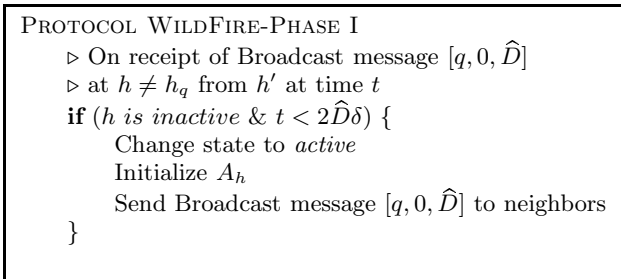 PROTOCOL WILDFIRE-PHASE I
▷ On receipt of Broadcast message [q, 0, D̂]
▷ at h ≠ h_q from h′ at time t
if (h is inactive & t < 2D̂δ) {
Change state to active
Initialize A_h
Send Broadcast message [q, 0, D̂] to neighbors
}